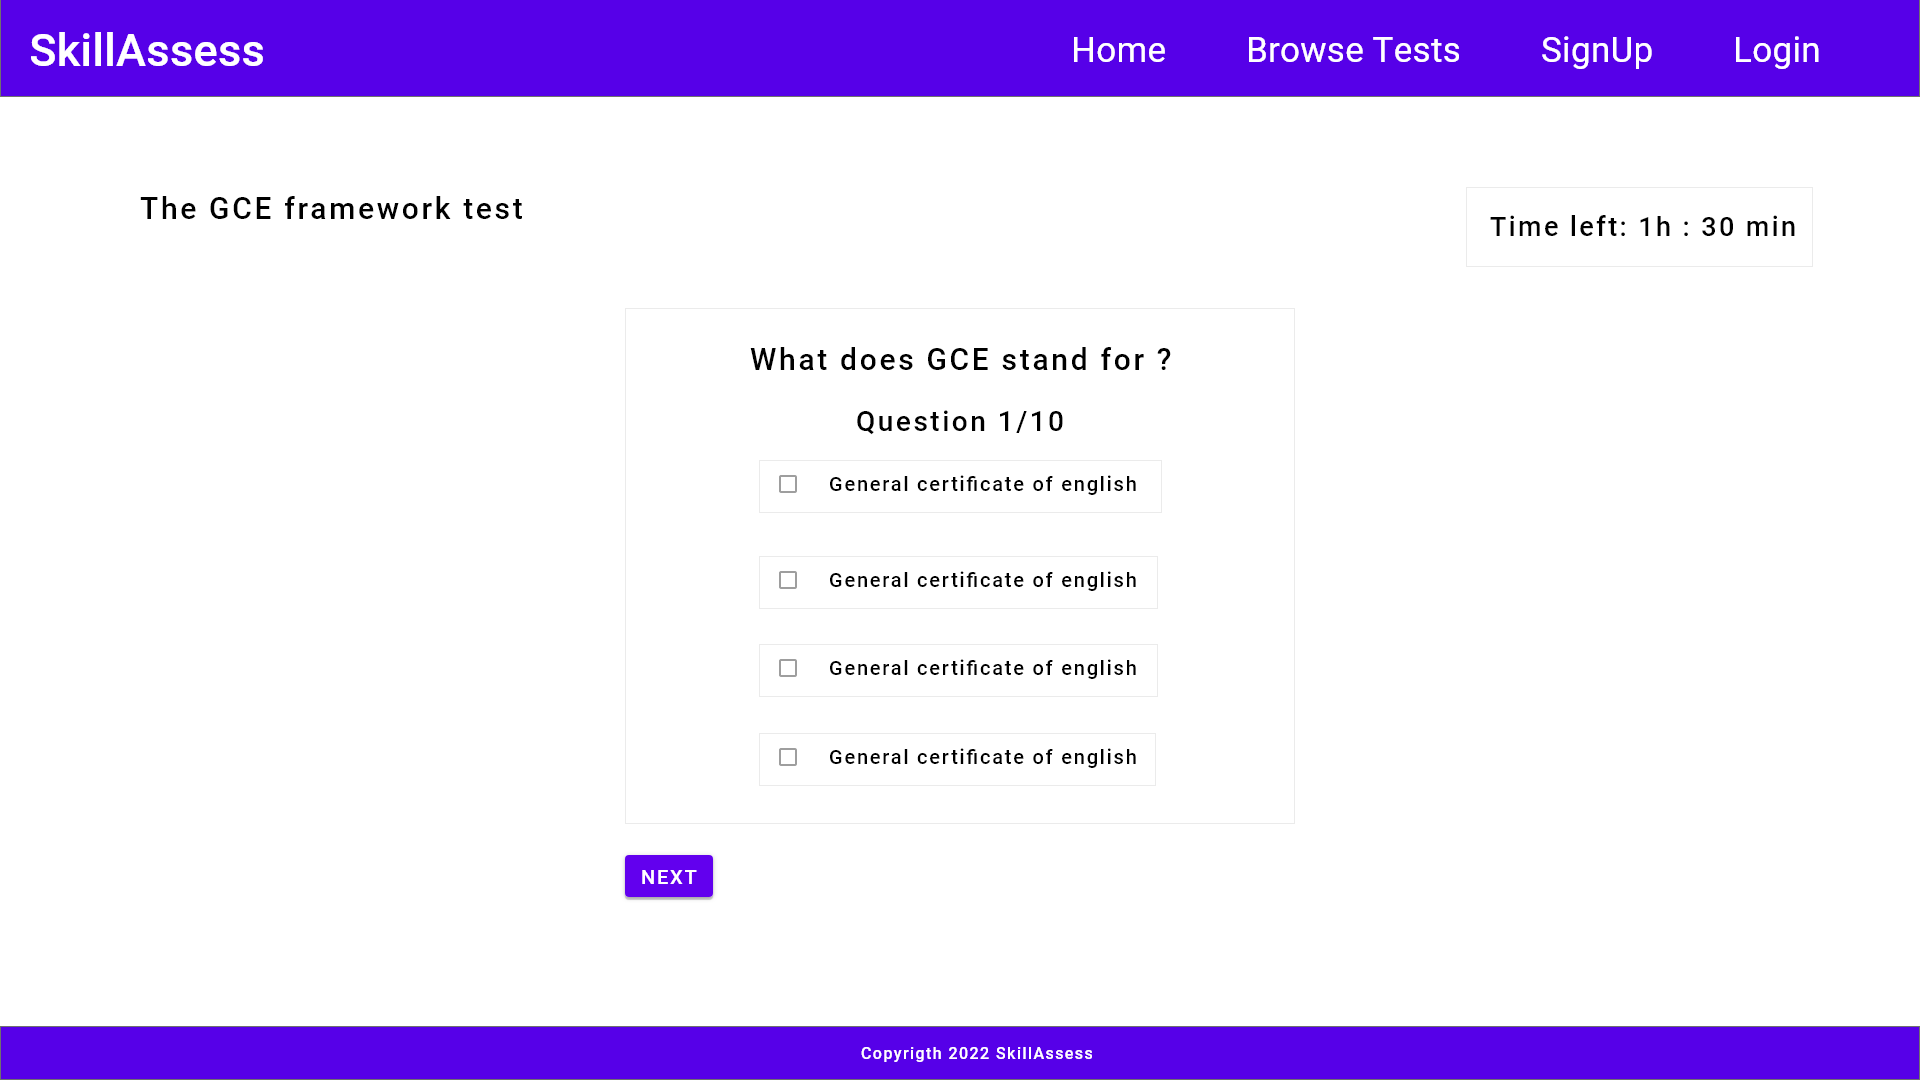 SkillAssess Home Browse Tests SignUp Login
The GCE framework test
Time left: 1h : 30 min
What does GCE stand for ?
Question 1/10
General certificate of english
General certificate of english
General certificate of english
General certificate of english
NEXT
Copyrigth 2022 SkillAssess